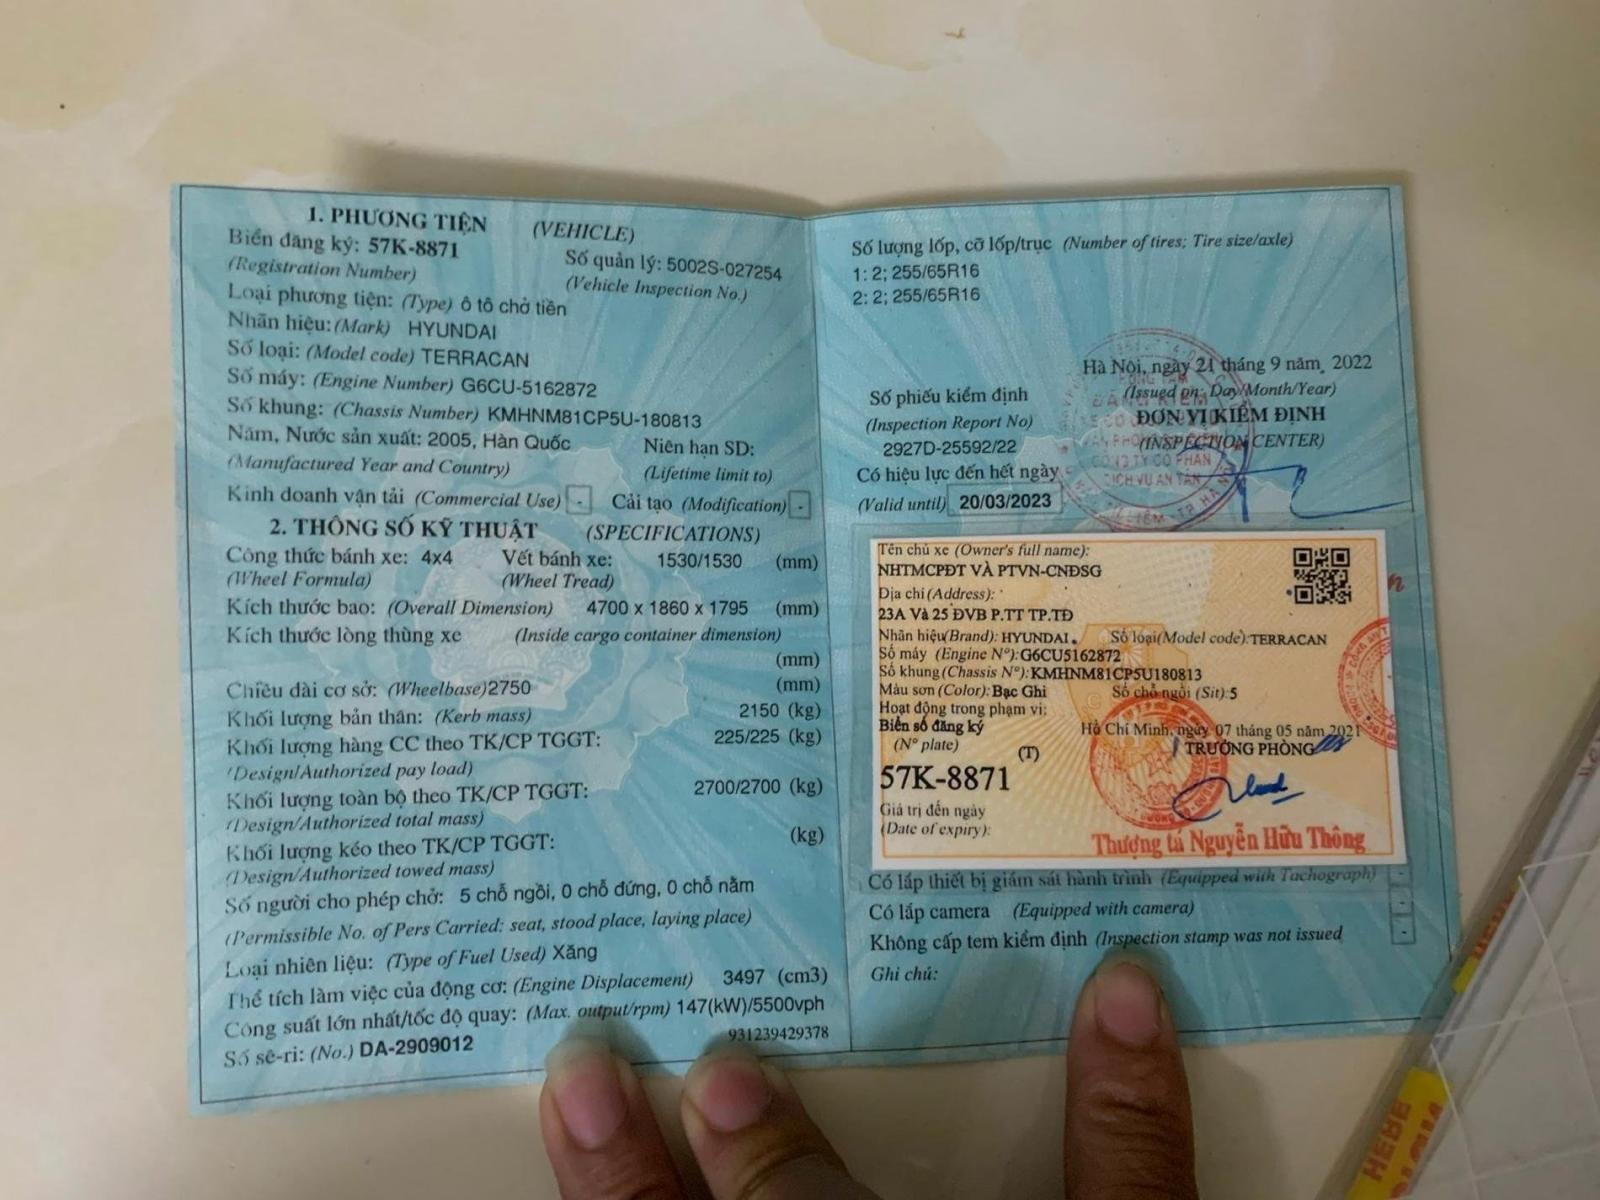 1. PHƯƠNG TIỆN (VEHICLE)
Biển đăng ký: 57K-8871 Số quản lý: 5002S-027254
(Registration Number) (Vehicle Inspection No.)
Loại phương tiện: (Type) ô tô chở tiền
Nhãn hiệu: (Mark) HYUNDAI
Số loại: (Model code) TERRACAN
Số máy: (Engine Number) G6CU-5162872
Số khung: (Chassis Number) KMHNM81CP5U-180813
Năm, Nước sản xuất: 2005, Hàn Quốc Niên hạn SD:
(Manufactured Year and Country) (Lifetime limit to)
Kinh doanh vận tải (Commercial Use) - Cải tạo (Modification) -
2. THÔNG SỐ KỸ THUẬT (SPECIFICATIONS)
Công thức bánh xe: 4x4 Vết bánh xe: 1530/1530 (mm)
(Wheel Formula) (Wheel Tread)
Kích thước bao: (Overall Dimension) 4700 x 1860 x 1795 (mm)
Kích thước lòng thùng xe (Inside cargo container dimension)
(mm)
Chiều dài cơ sở: (Wheelbase) 2750 (mm)
Khối lượng bản thân: (Kerb mass) 2150 (kg)
Khối lượng hàng CC theo TK/CP TGGT: 225/225 (kg)
(Design/Authorized pay load)
Khối lượng toàn bộ theo TK/CP TGGT: 2700/2700 (kg)
(Design/Authorized total mass)
Khối lượng kéo theo TK/CP TGGT: (kg)
(Design/Authorized towed mass)
Số người cho phép chở: 5 chỗ ngồi, 0 chỗ đứng, 0 chỗ nằm
(Permissible No. of Pers Carried: seat, stood place, laying place)
Loại nhiên liệu: (Type of Fuel Used) Xăng
Thể tích làm việc của động cơ: (Engine Displacement) 3497 (cm3)
Công suất lớn nhất/tốc độ quay: (Max. output/rpm) 147(kW)/5500vph
931239429378
Số sê-ri: (No.) DA-2909012
Số lượng lốp, cỡ lốp/trục (Number of tires; Tire size/axle)
1: 2; 255/65R16
2: 2; 255/65R16
Hà Nội, ngày 21 tháng 9 năm 2022
(Issued on: Day/Month/Year)
Số phiếu kiểm định ĐƠN VỊ KIỂM ĐỊNH
(Inspection Report No) (INSPECTION CENTER)
2927D-25592/22
Có hiệu lực đến hết ngày
(Valid until) 20/03/2023
ĐĂNG KIỂM
CÔNG TY CỔ PHẦN
DỊCH VỤ AN TÂN
Tên chủ xe (Owner's full name):
NHTMCPĐT VÀ PTVN-CNĐSG
Địa chỉ (Address):
23A Và 25 ĐVB P.TT TP.TĐ
Nhãn hiệu(Brand): HYUNDAI. Số loại(Model code): TERRACAN
Số máy (Engine N°): G6CU5162872
Số khung (Chassis N°): KMHNM81CP5U180813
Màu sơn (Color): Bạc Ghi Số chỗ ngồi (Sit): 5
Hoạt động trong phạm vi:
Biển số đăng ký Hồ Chí Minh, ngày 07 tháng 05 năm 2021
(N° plate) (T) TRƯỞNG PHÒNG
57K-8871
Giá trị đến ngày
(Date of expiry):
Thượng tá Nguyễn Hữu Thông
Có lắp thiết bị giám sát hành trình (Equipped with Tachograph) -
Có lắp camera (Equipped with camera) -
Không cấp tem kiểm định (Inspection stamp was not issued -
Ghi chú:
HEBE